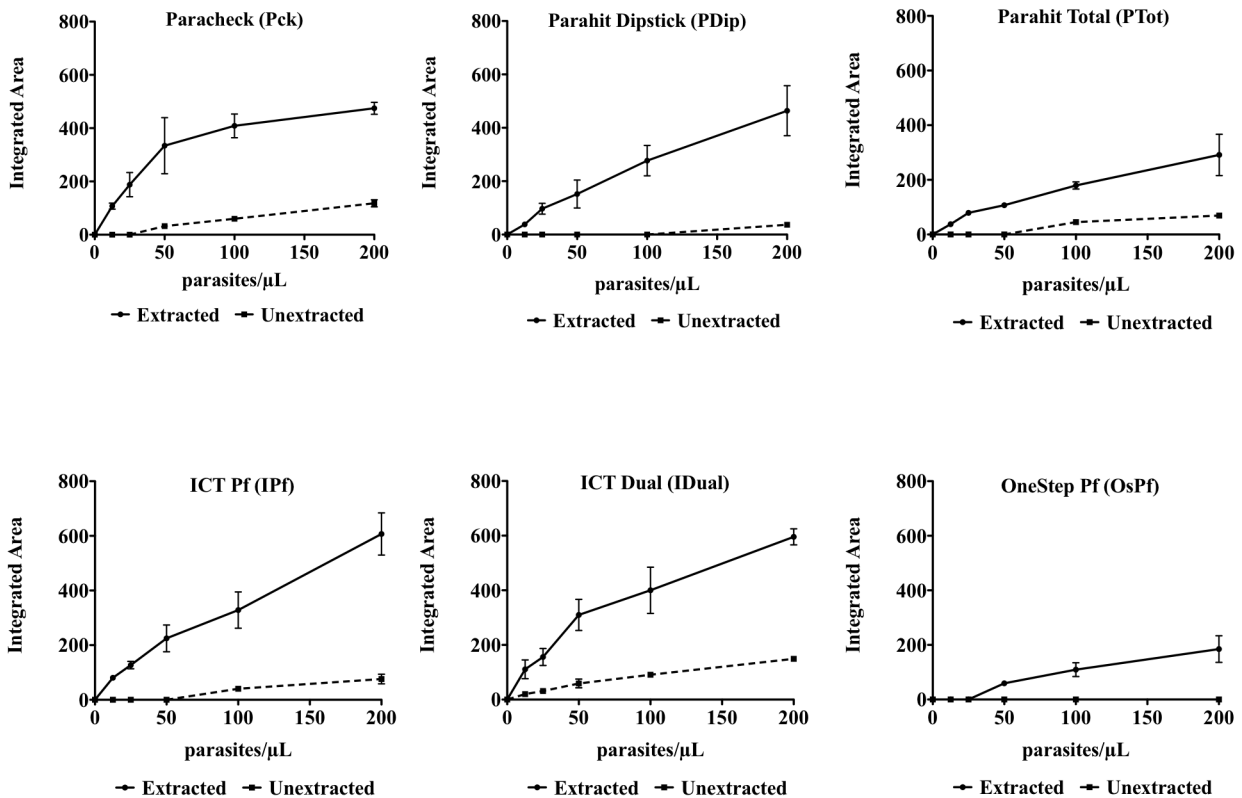 Paracheck (Pck)
800
600
400
200
0
Integrated Area
0 50 100 150 200
parasites/µL
Extracted Unextracted
Parahit Dipstick (PDip)
800
600
400
200
0
Integrated Area
0 50 100 150 200
parasites/µL
Extracted Unextracted
Parahit Total (PTot)
800
600
400
200
0
Integrated Area
0 50 100 150 200
parasites/µL
Extracted Unextracted
ICT Pf (IPf)
800
600
400
200
0
Integrated Area
0 50 100 150 200
parasites/µL
Extracted Unextracted
ICT Dual (IDual)
800
600
400
200
0
Integrated Area
0 50 100 150 200
parasites/µL
Extracted Unextracted
OneStep Pf (OsPf)
800
600
400
200
0
Integrated Area
0 50 100 150 200
parasites/µL
Extracted Unextracted